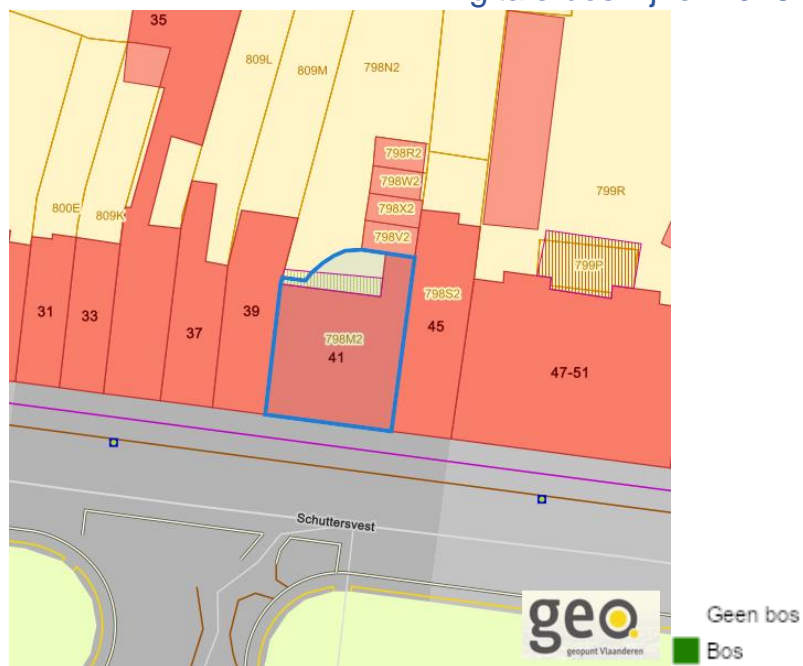 35
809L
809M
798N2
798R2
798W2
798X2
798V2
799R
800E
809K
799P
798S2
31
33
37
39
798M2
41
45
47-51
Schuttersvest
geo
geopunt Vlaanderen
Geen bos
Bos